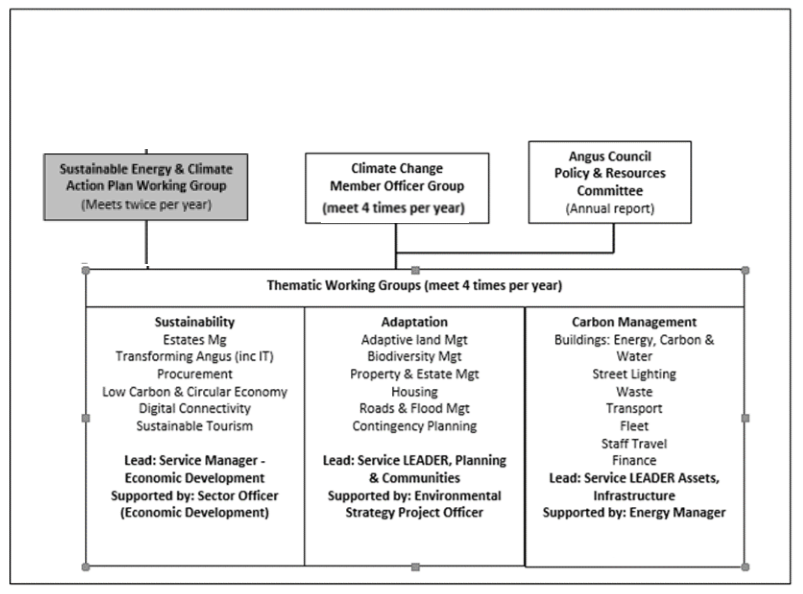 Sustainable Energy & Climate
Action Plan Working Group
(Meets twice per year)
Climate Change
Member Officer Group
(meet 4 times per year)
Angus Council
Policy & Resources
Committee
(Annual report)
Thematic Working Groups (meet 4 times per year)
Sustainability
Estates Mg
Transforming Angus (inc IT)
Procurement
Low Carbon & Circular Economy
Digital Connectivity
Sustainable Tourism
Lead: Service Manager -
Economic Development
Supported by: Sector Officer
(Economic Development)
Adaptation
Adaptive land Mgt
Biodiversity Mgt
Property & Estate Mgt
Housing
Roads & Flood Mgt
Contingency Planning
Lead: Service LEADER, Planning
& Communities
Supported by: Environmental
Strategy Project Officer
Carbon Management
Buildings: Energy, Carbon &
Water
Street Lighting
Waste
Transport
Fleet
Staff Travel
Finance
Lead: Service LEADER Assets,
Infrastructure
Supported by: Energy Manager